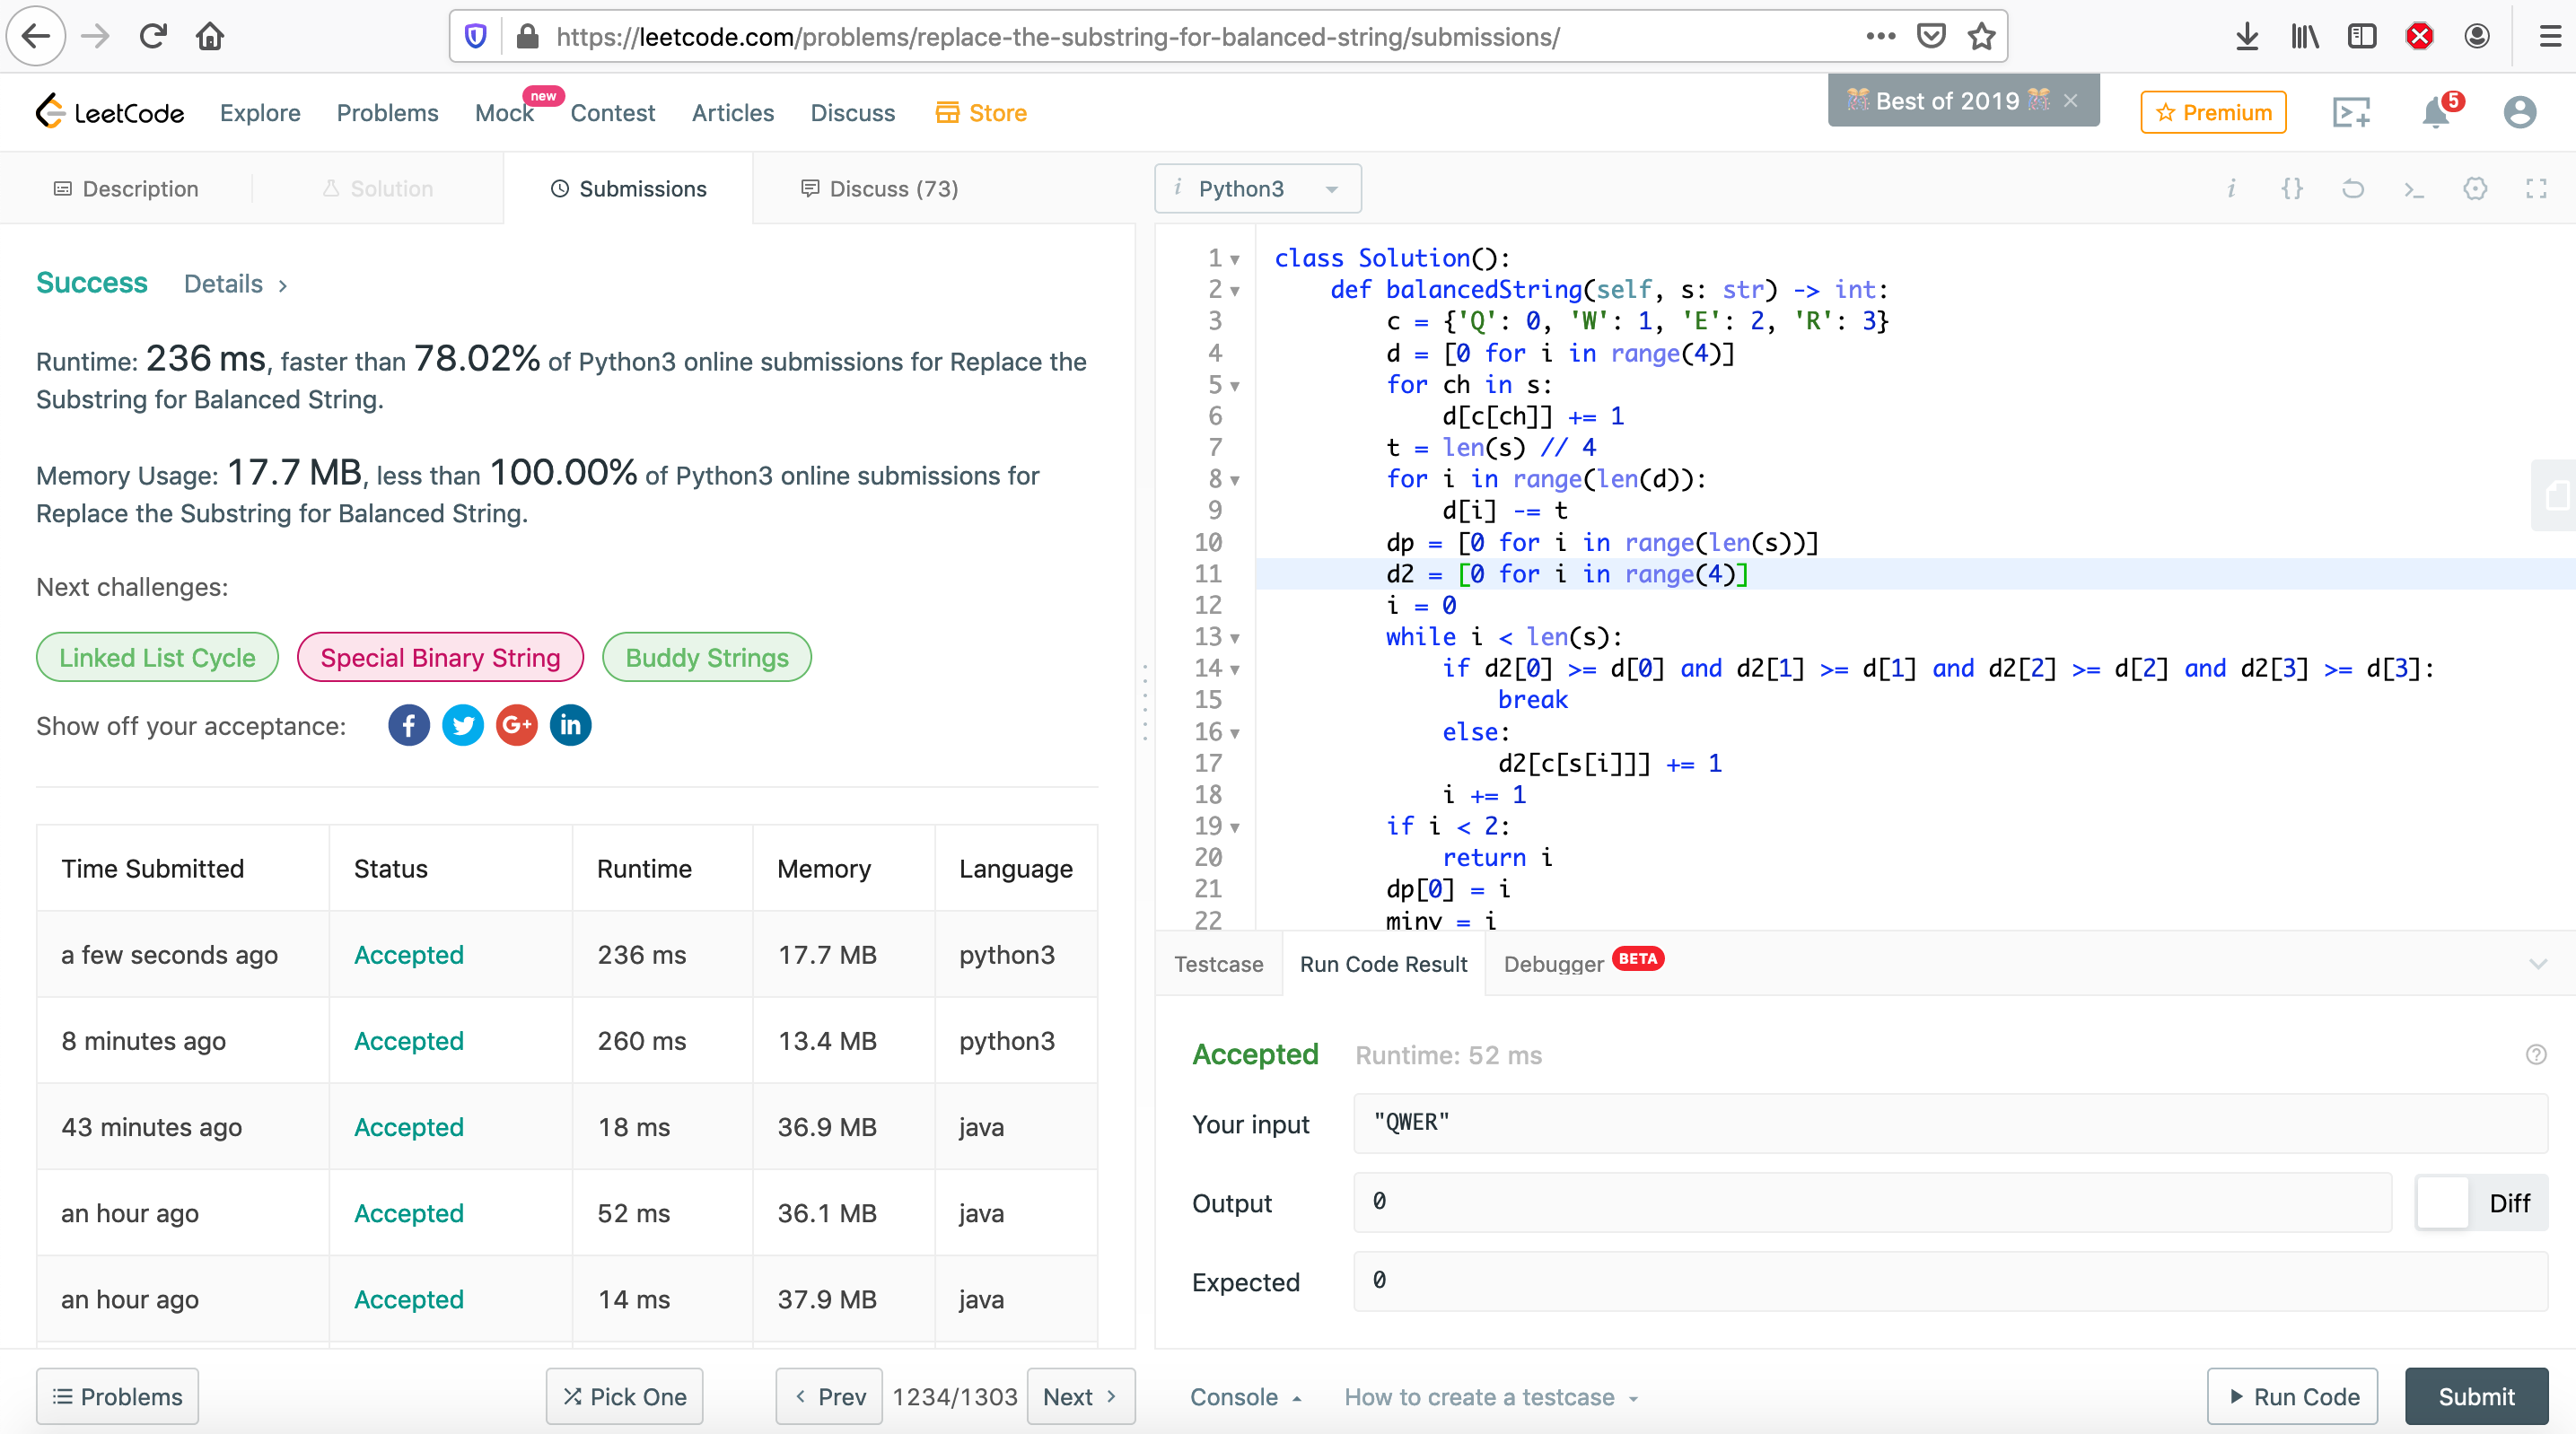 https://leetcode.com/problems/replace-the-substring-for-balanced-string/submissions/
LeetCode Explore Problems Mock new Contest Articles Discuss Store Best of 2019 × Premium 5
Description Solution Submissions Discuss (73)
Success Details >
Runtime: 236 ms, faster than 78.02% of Python3 online submissions for Replace the
Substring for Balanced String.
Memory Usage: 17.7 MB, less than 100.00% of Python3 online submissions for
Replace the Substring for Balanced String.
Next challenges:
Linked List Cycle Special Binary String Buddy Strings
Show off your acceptance: f G+ in
Time Submitted Status Runtime Memory Language
a few seconds ago Accepted 236 ms 17.7 MB python3
8 minutes ago Accepted 260 ms 13.4 MB python3
43 minutes ago Accepted 18 ms 36.9 MB java
an hour ago Accepted 52 ms 36.1 MB java
an hour ago Accepted 14 ms 37.9 MB java
Problems Pick One < Prev 1234/1303 Next >
i Python3 i {} >_
1 class Solution():
2     def balancedString(self, s: str) -> int:
3         c = {'Q': 0, 'W': 1, 'E': 2, 'R': 3}
4         d = [0 for i in range(4)]
5         for ch in s:
6             d[c[ch]] += 1
7         t = len(s) // 4
8         for i in range(len(d)):
9             d[i] -= t
10         dp = [0 for i in range(len(s))]
11         d2 = [0 for i in range(4)]
12         i = 0
13         while i < len(s):
14             if d2[0] >= d[0] and d2[1] >= d[1] and d2[2] >= d[2] and d2[3] >= d[3]:
15                 break
16             else:
17                 d2[c[s[i]]] += 1
18             i += 1
19         if i < 2:
20             return i
21         dp[0] = i
22         minv = i
Testcase Run Code Result Debugger BETA
Accepted Runtime: 52 ms ?
Your input "QWER"
Output 0 Diff
Expected 0
Console How to create a testcase Run Code Submit